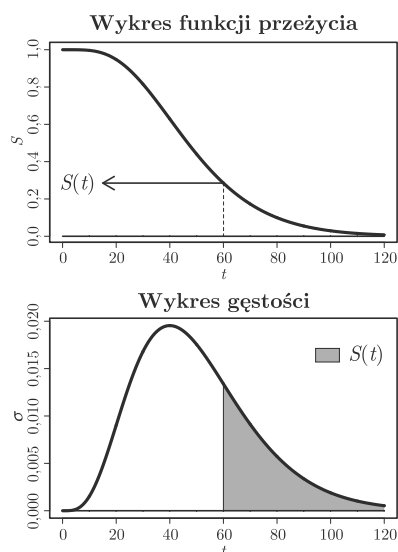 Wykres funkcji przeżycia
1,0
0,8
0,6
0,4
0,2
0,0
S
S(t)
0 20 40 60 80 100 120
t
Wykres gęstości
0,020
0,015
0,010
0,005
0,000
σ
S(t)
0 20 40 60 80 100 120
t